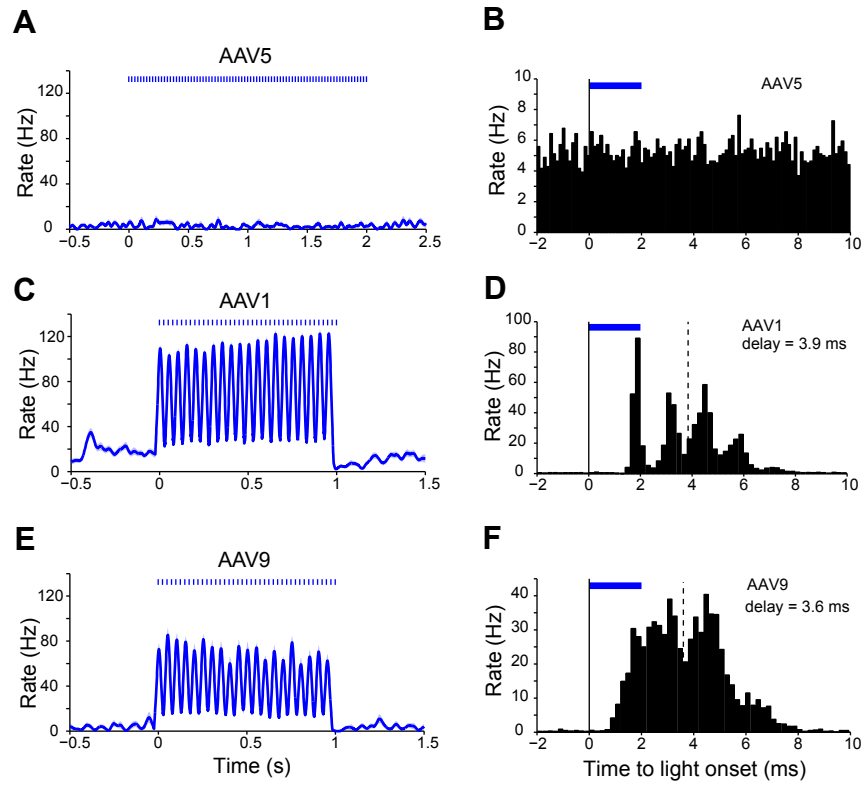 A
AAV5
Rate (Hz)
120
80
40
0
−0.5 0 0.5 1 1.5 2 2.5
B
AAV5
Rate (Hz)
10
8
6
4
2
0
−2 0 2 4 6 8 10
C
AAV1
Rate (Hz)
120
80
40
0
−0.5 0 0.5 1 1.5
D
AAV1
delay = 3.9 ms
Rate (Hz)
100
80
60
40
20
0
−2 0 2 4 6 8 10
E
AAV9
Rate (Hz)
120
80
40
0
−0.5 0 0.5 1 1.5
Time (s)
F
AAV9
delay = 3.6 ms
Rate (Hz)
40
30
20
10
0
−2 0 2 4 6 8 10
Time to light onset (ms)